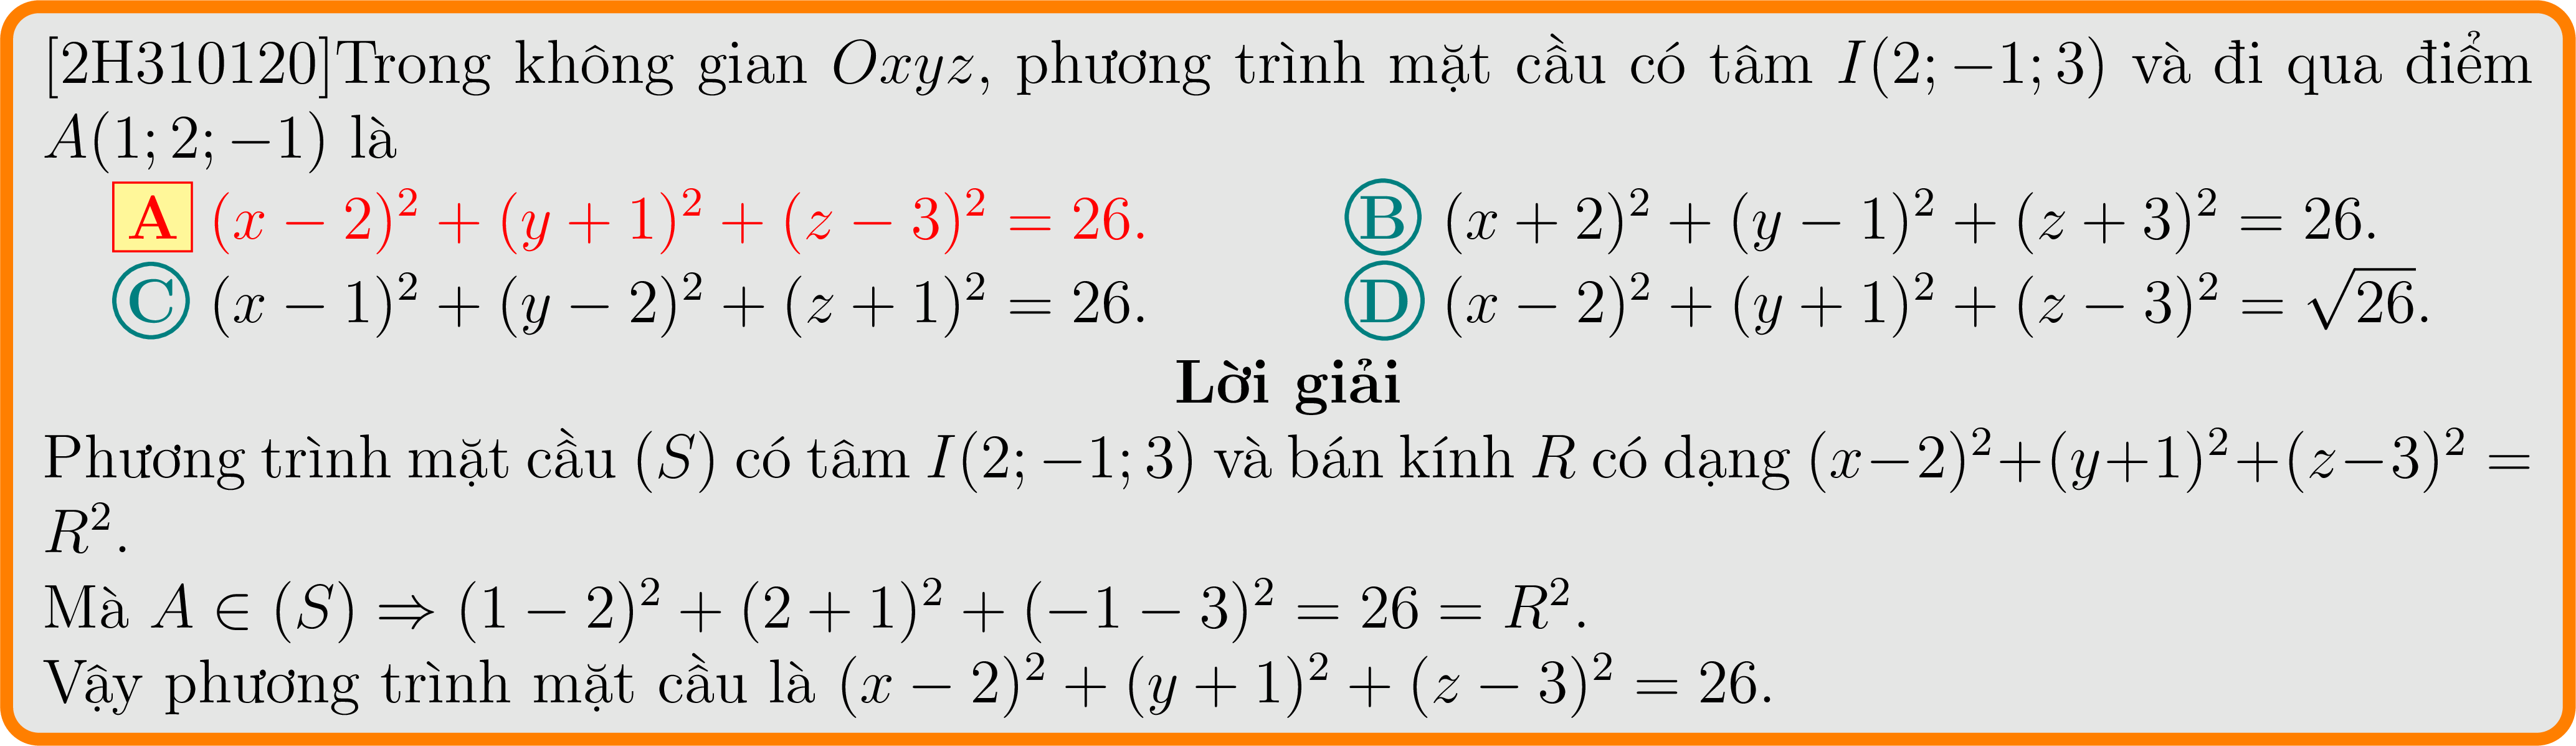 [2H310120]Trong không gian Oxyz, phương trình mặt cầu có tâm I(2; −1; 3) và đi qua điểm
A(1; 2; −1) là
A (x − 2)² + (y + 1)² + (z − 3)² = 26. B (x + 2)² + (y − 1)² + (z + 3)² = 26.
C (x − 1)² + (y − 2)² + (z + 1)² = 26. D (x − 2)² + (y + 1)² + (z − 3)² = √26.
Lời giải
Phương trình mặt cầu (S) có tâm I(2; −1; 3) và bán kính R có dạng (x−2)²+(y+1)²+(z−3)² =
R².
Mà A ∈ (S) ⇒ (1 − 2)² + (2 + 1)² + (−1 − 3)² = 26 = R².
Vậy phương trình mặt cầu là (x − 2)² + (y + 1)² + (z − 3)² = 26.